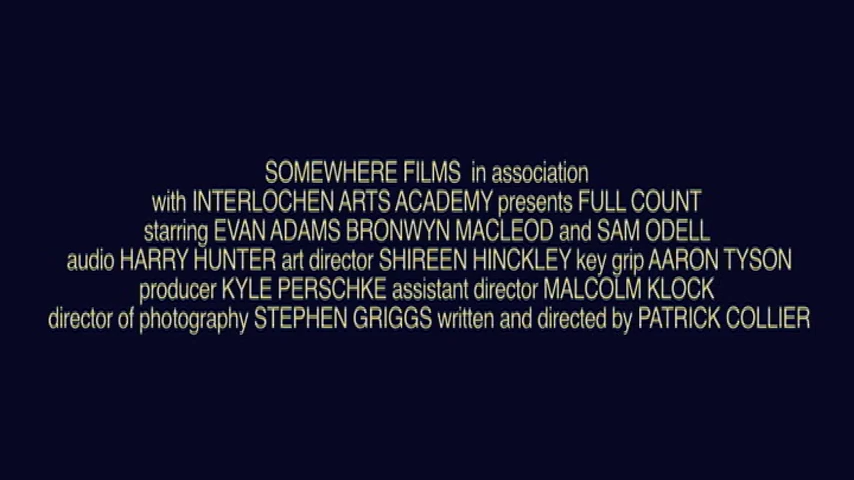 SOMEWHERE FILMS  in association
with INTERLOCHEN ARTS ACADEMY presents FULL COUNT
starring EVAN ADAMS BRONWYN MACLEOD and SAM ODELL
audio HARRY HUNTER art director SHIREEN HINCKLEY key grip AARON TYSON
producer KYLE PERSCHKE assistant director MALCOLM KLOCK
director of photography STEPHEN GRIGGS written and directed by PATRICK COLLIER